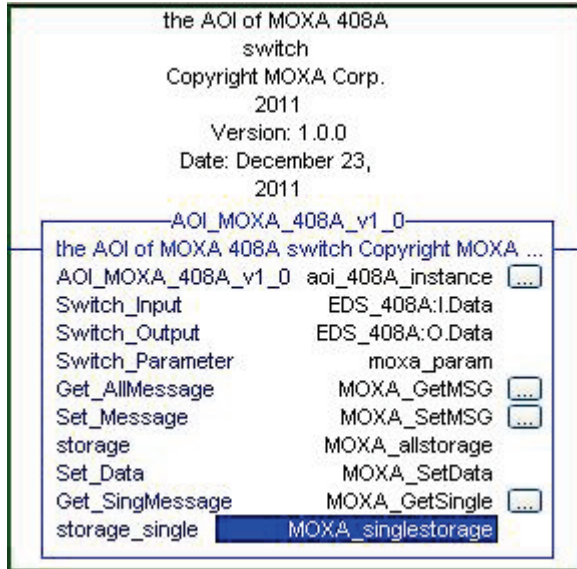 the AOI of MOXA 408A
switch
Copyright MOXA Corp.
2011
Version: 1.0.0
Date: December 23,
2011
AOI_MOXA_408A_v1_0
the AOI of MOXA 408A switch Copyright MOXA ...
AOI_MOXA_408A_v1_0 aoi_408A_instance ...
Switch_Input EDS_408A:I.Data
Switch_Output EDS_408A:O.Data
Switch_Parameter moxa_param
Get_AllMessage MOXA_GetMSG ...
Set_Message MOXA_SetMSG ...
storage MOXA_allstorage
Set_Data MOXA_SetData
Get_SingMessage MOXA_GetSingle ...
storage_single MOXA_singlestorage